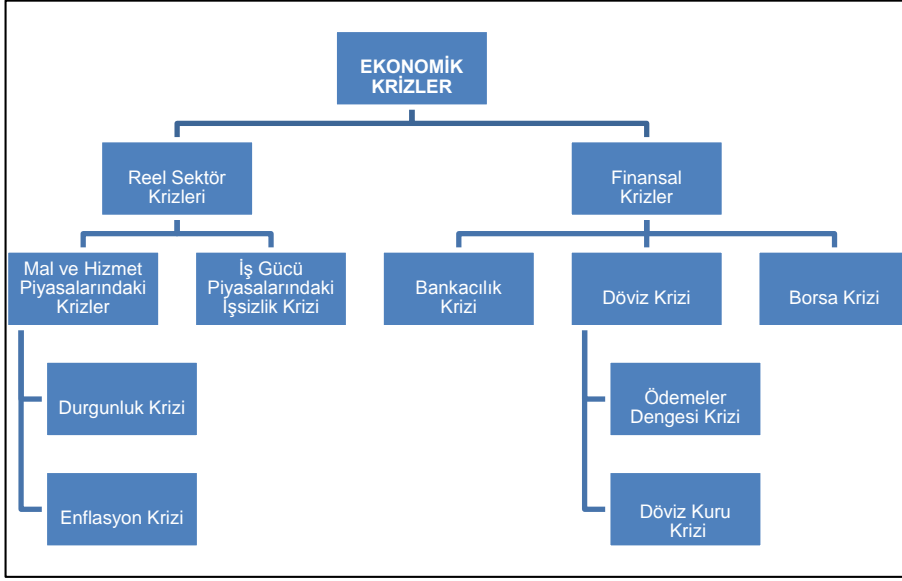 EKONOMİK
KRİZLER
Reel Sektör
Krizleri
Finansal
Krizler
Mal ve Hizmet
Piyasalarındaki
Krizler
İş Gücü
Piyasalarındaki
İşsizlik Krizi
Bankacılık
Krizi
Döviz Krizi
Borsa Krizi
Durgunluk Krizi
Enflasyon Krizi
Ödemeler
Dengesi Krizi
Döviz Kuru
Krizi